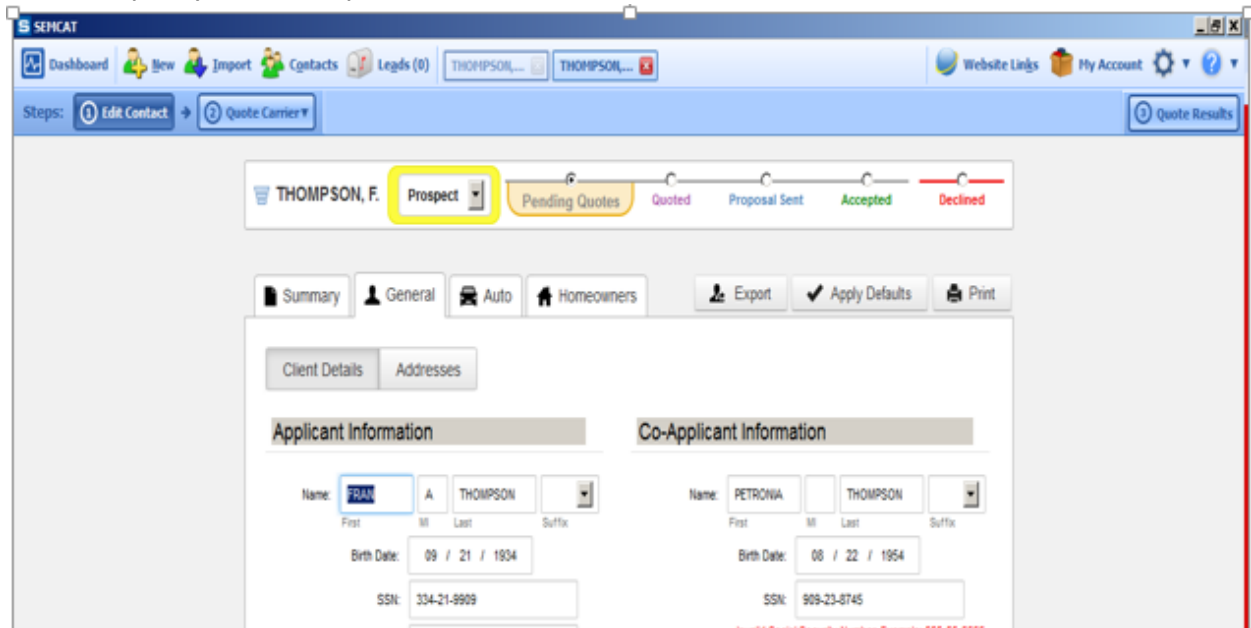 SEMCAT
Dashboard New Import Contacts Leads (0) THOMPSON,... THOMPSON,... Website Links My Account
Steps: 1 Edit Contact 2 Quote Carrier 3 Quote Results
THOMPSON, F. Prospect Pending Quotes Quoted Proposal Sent Accepted Declined
Summary General Auto Homeowners Export Apply Defaults Print
Client Details Addresses
Applicant Information Co-Applicant Information
Name: FRAN A THOMPSON Name: PETRONIA THOMPSON
First MI Last Suffix First MI Last Suffix
Birth Date: 09 / 21 / 1934 Birth Date: 08 / 22 / 1954
SSN: 334-21-9909 SSN: 909-23-8745